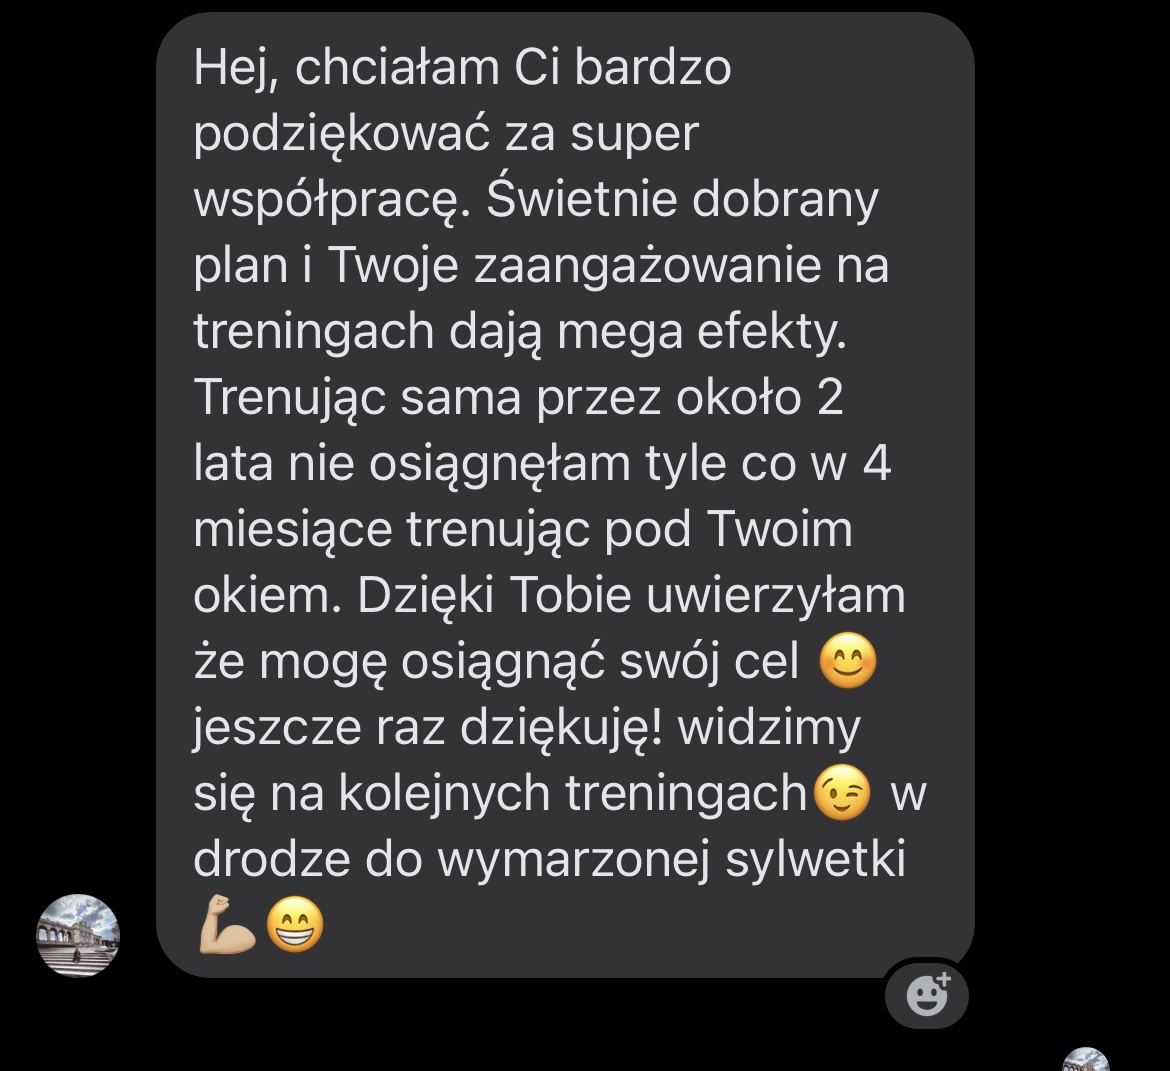 Hej, chciałam Ci bardzo
podziękować za super
współpracę. Świetnie dobrany
plan i Twoje zaangażowanie na
treningach dają mega efekty.
Trenując sama przez około 2
lata nie osiągnęłam tyle co w 4
miesiące trenując pod Twoim
okiem. Dzięki Tobie uwierzyłam
że mogę osiągnąć swój cel 😊
jeszcze raz dziękuję! widzimy
się na kolejnych treningach😉 w
drodze do wymarzonej sylwetki
💪🏼😁